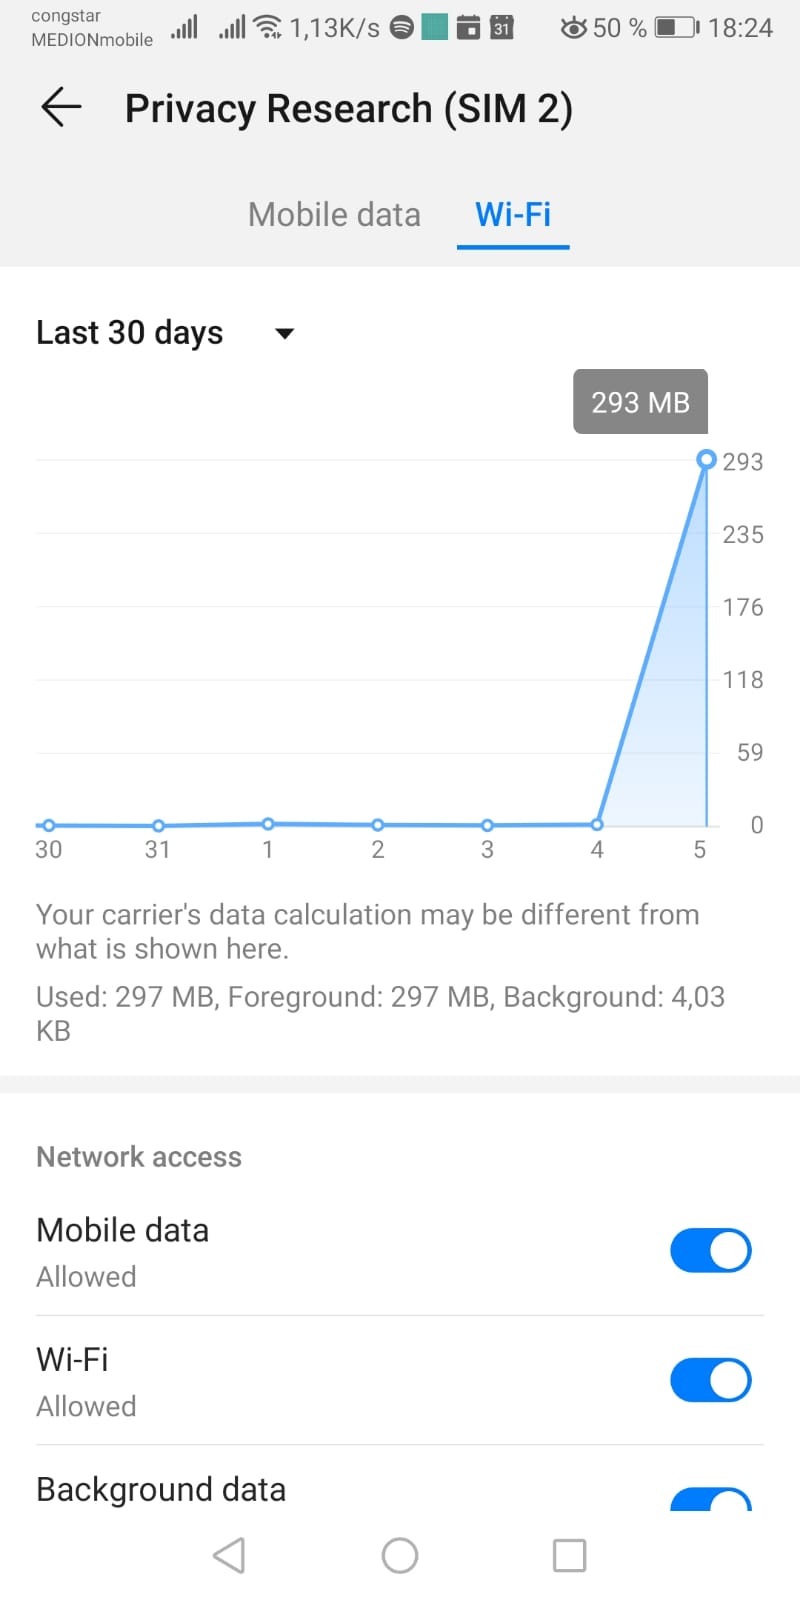 congstar
MEDIONmobile 1,13K/s 31 50 % 18:24
Privacy Research (SIM 2)
Mobile data Wi-Fi
Last 30 days
293 MB
293
235
176
118
59
0
30 31 1 2 3 4 5
Your carrier's data calculation may be different from
what is shown here.
Used: 297 MB, Foreground: 297 MB, Background: 4,03
KB
Network access
Mobile data
Allowed
Wi-Fi
Allowed
Background data